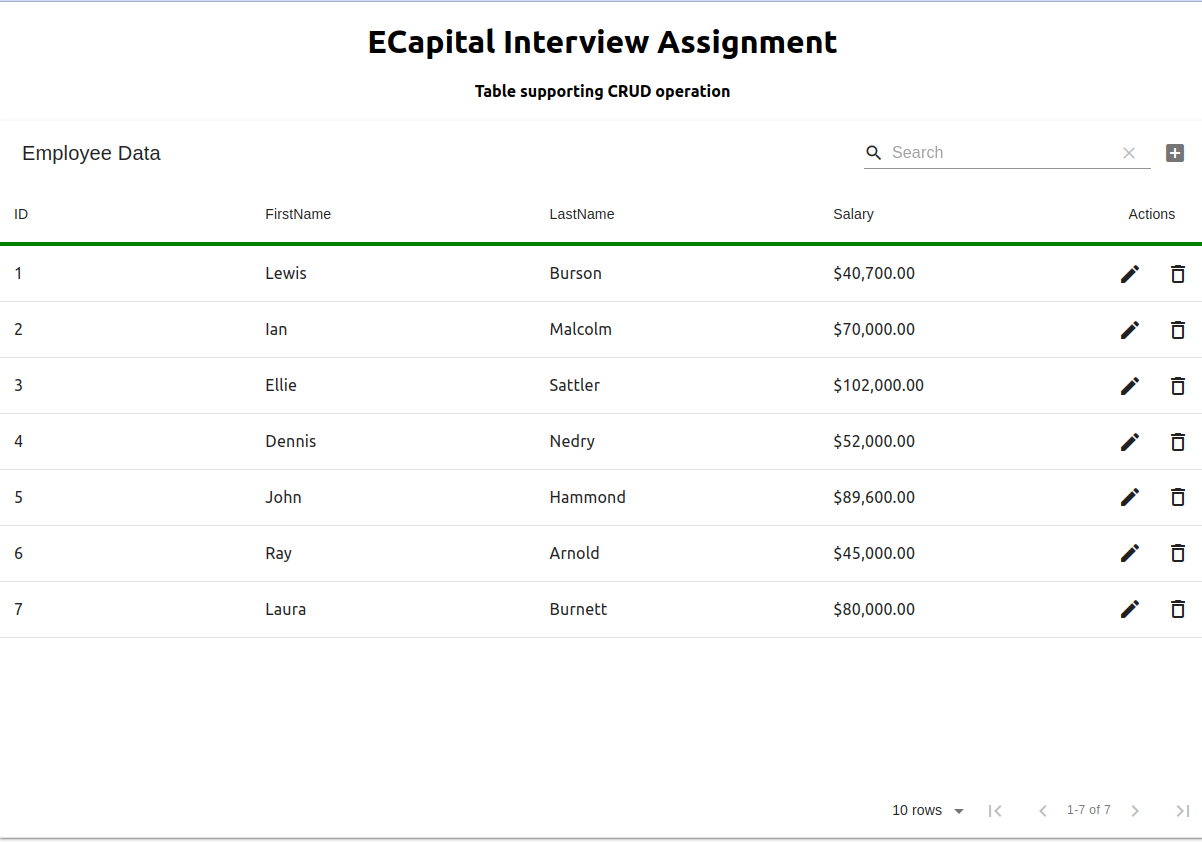 ECapital Interview Assignment
Table supporting CRUD operation
Employee Data Search
ID FirstName LastName Salary Actions
1 Lewis Burson $40,700.00
2 Ian Malcolm $70,000.00
3 Ellie Sattler $102,000.00
4 Dennis Nedry $52,000.00
5 John Hammond $89,600.00
6 Ray Arnold $45,000.00
7 Laura Burnett $80,000.00
10 rows 1-7 of 7